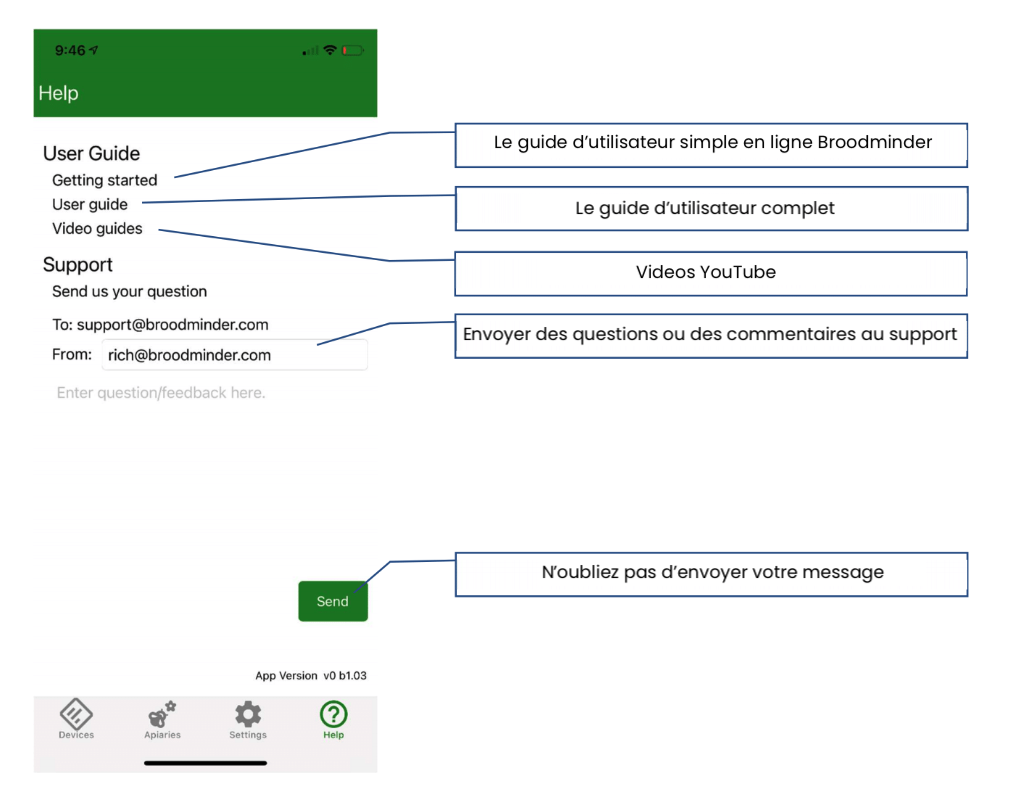 9:46
Help
User Guide
Getting started
User guide
Video guides
Support
Send us your question
To: support@broodminder.com
From: rich@broodminder.com
Enter question/feedback here.
Send
App Version v0 b1.03
Devices
Apiaries
Settings
Help
Le guide d’utilisateur simple en ligne Broodminder
Le guide d’utilisateur complet
Videos YouTube
Envoyer des questions ou des commentaires au support
N’oubliez pas d’envoyer votre message